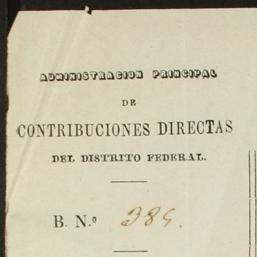 ADMINISTRACION PRINCIPAL
DE
CONTRIBUCIONES DIRECTAS
DEL DISTRITO FEDERAL.
B. N.º 389.